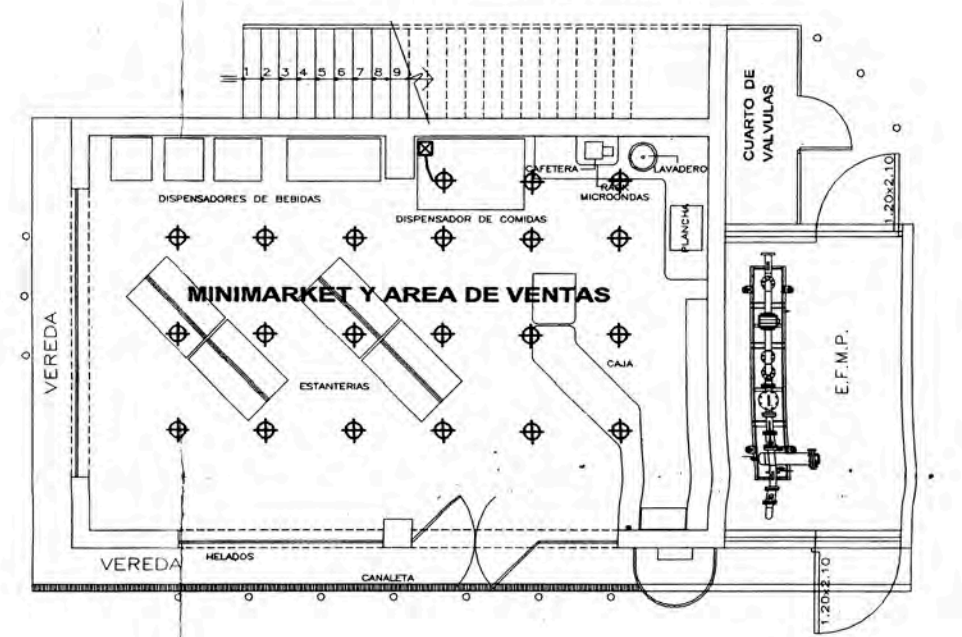 1 2 3 4 5 6 7 8 9
CUARTO DE
VALVULAS
1.20x2.10
CAFETERA
LAVADERO
RACK
MICROONDAS
DISPENSADORES DE BEBIDAS
DISPENSADOR DE COMIDAS
PLANCHA
MINIMARKET Y AREA DE VENTAS
VEREDA
E.F.M.P.
CAJA
ESTANTERIAS
HELADOS
VEREDA
CANALETA
1.20x2.10